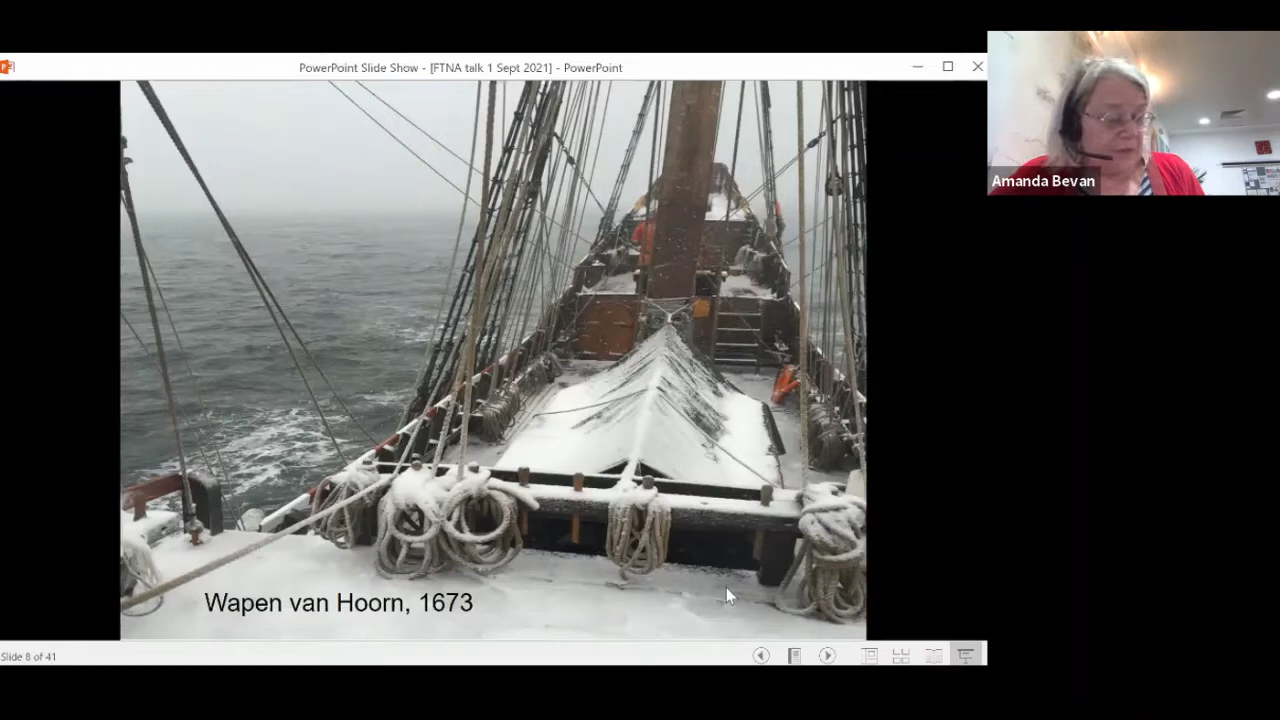 PowerPoint Slide Show - [FTNA talk 1 Sept 2021] - PowerPoint
Amanda Bevan
Wapen van Hoorn, 1673
Slide 8 of 41